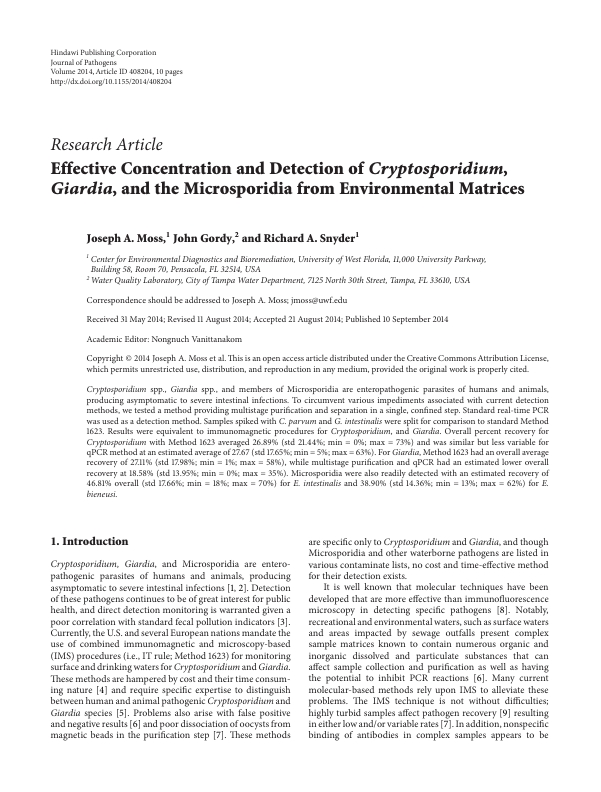 Hindawi Publishing Corporation
Journal of Pathogens
Volume 2014, Article ID 408204, 10 pages
http://dx.doi.org/10.1155/2014/408204
Research Article
Effective Concentration and Detection of Cryptosporidium,
Giardia, and the Microsporidia from Environmental Matrices
Joseph A. Moss,1 John Gordy,2 and Richard A. Snyder1
1 Center for Environmental Diagnostics and Bioremediation, University of West Florida, 11,000 University Parkway,
Building 58, Room 70, Pensacola, FL 32514, USA
2 Water Quality Laboratory, City of Tampa Water Department, 7125 North 30th Street, Tampa, FL 33610, USA
Correspondence should be addressed to Joseph A. Moss; jmoss@uwf.edu
Received 31 May 2014; Revised 11 August 2014; Accepted 21 August 2014; Published 10 September 2014
Academic Editor: Nongnuch Vanittanakom
Copyright © 2014 Joseph A. Moss et al. This is an open access article distributed under the Creative Commons Attribution License,
which permits unrestricted use, distribution, and reproduction in any medium, provided the original work is properly cited.
Cryptosporidium spp., Giardia spp., and members of Microsporidia are enteropathogenic parasites of humans and animals,
producing asymptomatic to severe intestinal infections. To circumvent various impediments associated with current detection
methods, we tested a method providing multistage purification and separation in a single, confined step. Standard real-time PCR
was used as a detection method. Samples spiked with C. parvum and G. intestinalis were split for comparison to standard Method
1623. Results were equivalent to immunomagnetic procedures for Cryptosporidium, and Giardia. Overall percent recovery for
Cryptosporidium with Method 1623 averaged 26.89% (std 21.44%; min = 0%; max = 73%) and was similar but less variable for
qPCR method at an estimated average of 27.67 (std 17.65%; min = 5%; max = 63%). For Giardia, Method 1623 had an overall average
recovery of 27.11% (std 17.98%; min = 1%; max = 58%), while multistage purification and qPCR had an estimated lower overall
recovery at 18.58% (std 13.95%; min = 0%; max = 35%). Microsporidia were also readily detected with an estimated recovery of
46.81% overall (std 17.66%; min = 18%; max = 70%) for E. intestinalis and 38.90% (std 14.36%; min = 13%; max = 62%) for E.
bieneusi.
1. Introduction
Cryptosporidium, Giardia, and Microsporidia are entero-
pathogenic parasites of humans and animals, producing
asymptomatic to severe intestinal infections [1, 2]. Detection
of these pathogens continues to be of great interest for public
health, and direct detection monitoring is warranted given a
poor correlation with standard fecal pollution indicators [3].
Currently, the U.S. and several European nations mandate the
use of combined immunomagnetic and microscopy-based
(IMS) procedures (i.e., IT rule; Method 1623) for monitoring
surface and drinking waters for Cryptosporidium and Giardia.
These methods are hampered by cost and their time consum-
ing nature [4] and require specific expertise to distinguish
between human and animal pathogenic Cryptosporidium and
Giardia species [5]. Problems also arise with false positive
and negative results [6] and poor dissociation of oocysts from
magnetic beads in the purification step [7]. These methods
are specific only to Cryptosporidium and Giardia, and though
Microsporidia and other waterborne pathogens are listed in
various contaminate lists, no cost and time-effective method
for their detection exists.
It is well known that molecular techniques have been
developed that are more effective than immunofluorescence
microscopy in detecting specific pathogens [8]. Notably,
recreational and environmental waters, such as surface waters
and areas impacted by sewage outfalls present complex
sample matrices known to contain numerous organic and
inorganic dissolved and particulate substances that can
affect sample collection and purification as well as having
the potential to inhibit PCR reactions [6]. Many current
molecular-based methods rely upon IMS to alleviate these
problems. The IMS technique is not without difficulties;
highly turbid samples affect pathogen recovery [9] resulting
in either low and/or variable rates [7]. In addition, nonspecific
binding of antibodies in complex samples appears to be